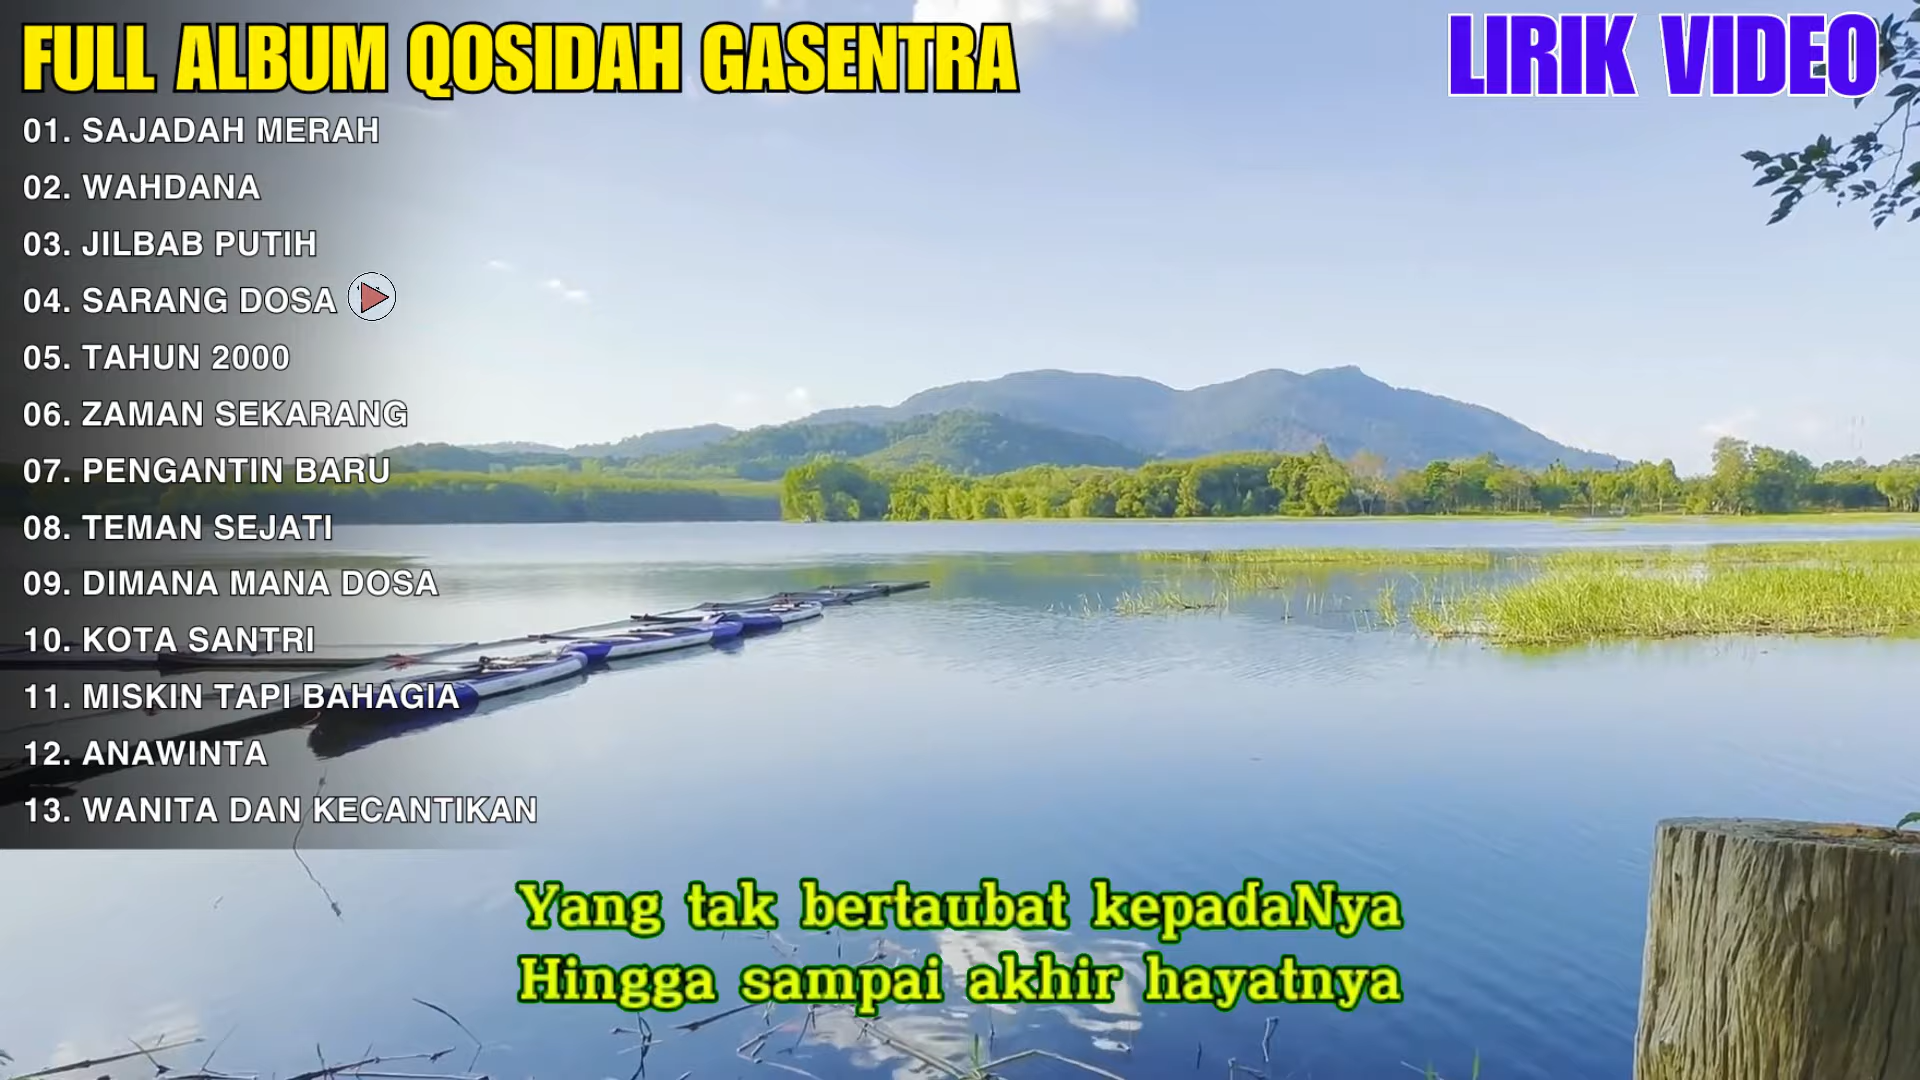 FULL ALBUM QOSIDAH GASENTRA
LIRIK VIDEO
01. SAJADAH MERAH
02. WAHDANA
03. JILBAB PUTIH
04. SARANG DOSA
05. TAHUN 2000
06. ZAMAN SEKARANG
07. PENGANTIN BARU
08. TEMAN SEJATI
09. DIMANA MANA DOSA
10. KOTA SANTRI
11. MISKIN TAPI BAHAGIA
12. ANAWINTA
13. WANITA DAN KECANTIKAN
Yang tak bertaubat kepadaNya
Hingga sampai akhir hayatnya